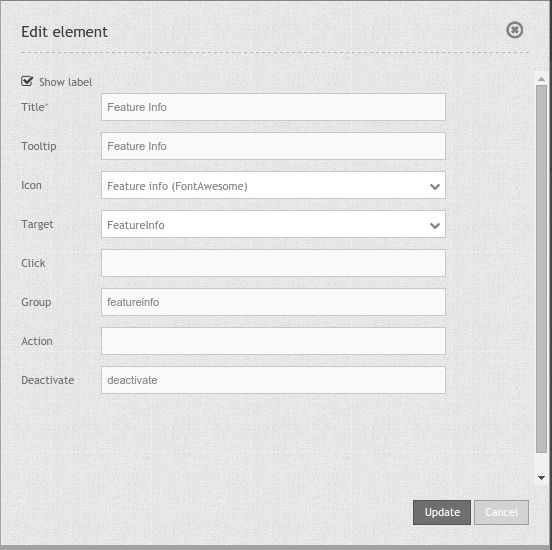 Edit element
Show label
Title* Feature Info
Tooltip Feature Info
Icon Feature info (FontAwesome)
Target FeatureInfo
Click
Group featureinfo
Action
Deactivate deactivate
Update Cancel